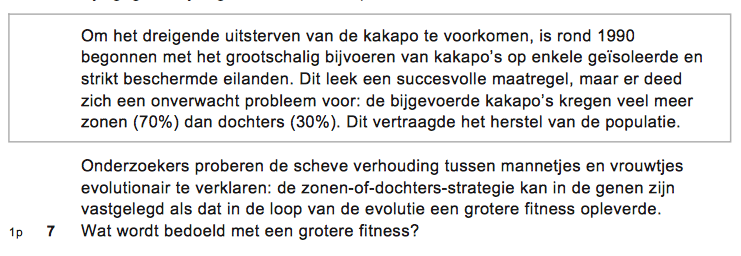 Om het dreigende uitsterven van de kakapo te voorkomen, is rond 1990
begonnen met het grootschalig bijvoeren van kakapo's op enkele geïsoleerde en
strikt beschermde eilanden. Dit leek een succesvolle maatregel, maar er deed
zich een onverwacht probleem voor: de bijgevoerde kakapo's kregen veel meer
zonen (70%) dan dochters (30%). Dit vertraagde het herstel van de populatie.
Onderzoekers proberen de scheve verhouding tussen mannetjes en vrouwtjes
evolutionair te verklaren: de zonen-of-dochters-strategie kan in de genen zijn
vastgelegd als dat in de loop van de evolutie een grotere fitness opleverde.
1p 7 Wat wordt bedoeld met een grotere fitness?